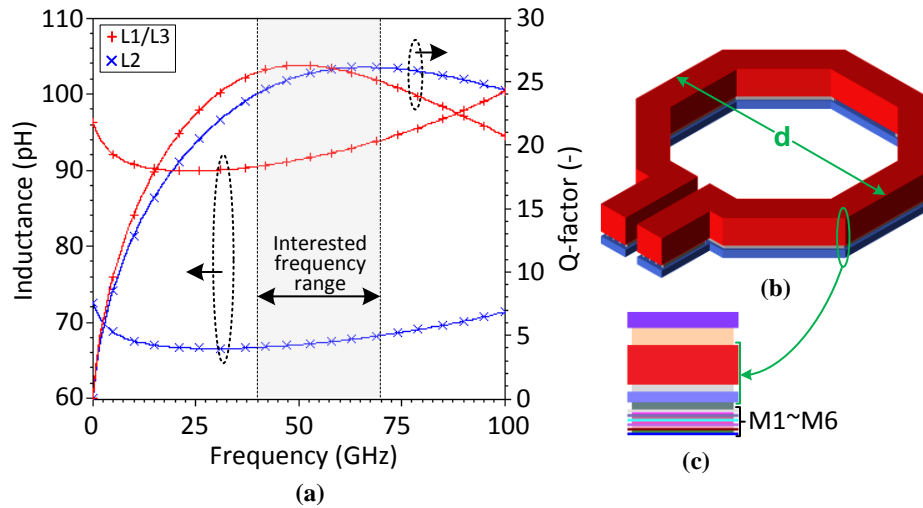 (a)
L1/L3
L2
110
100
90
80
70
60
Inductance (pH)
0
25
50
75
100
Frequency (GHz)
30
25
20
15
10
5
0
Q-factor (-)
Interested
frequency
range
(a)
d
(b)
M1~M6
(c)